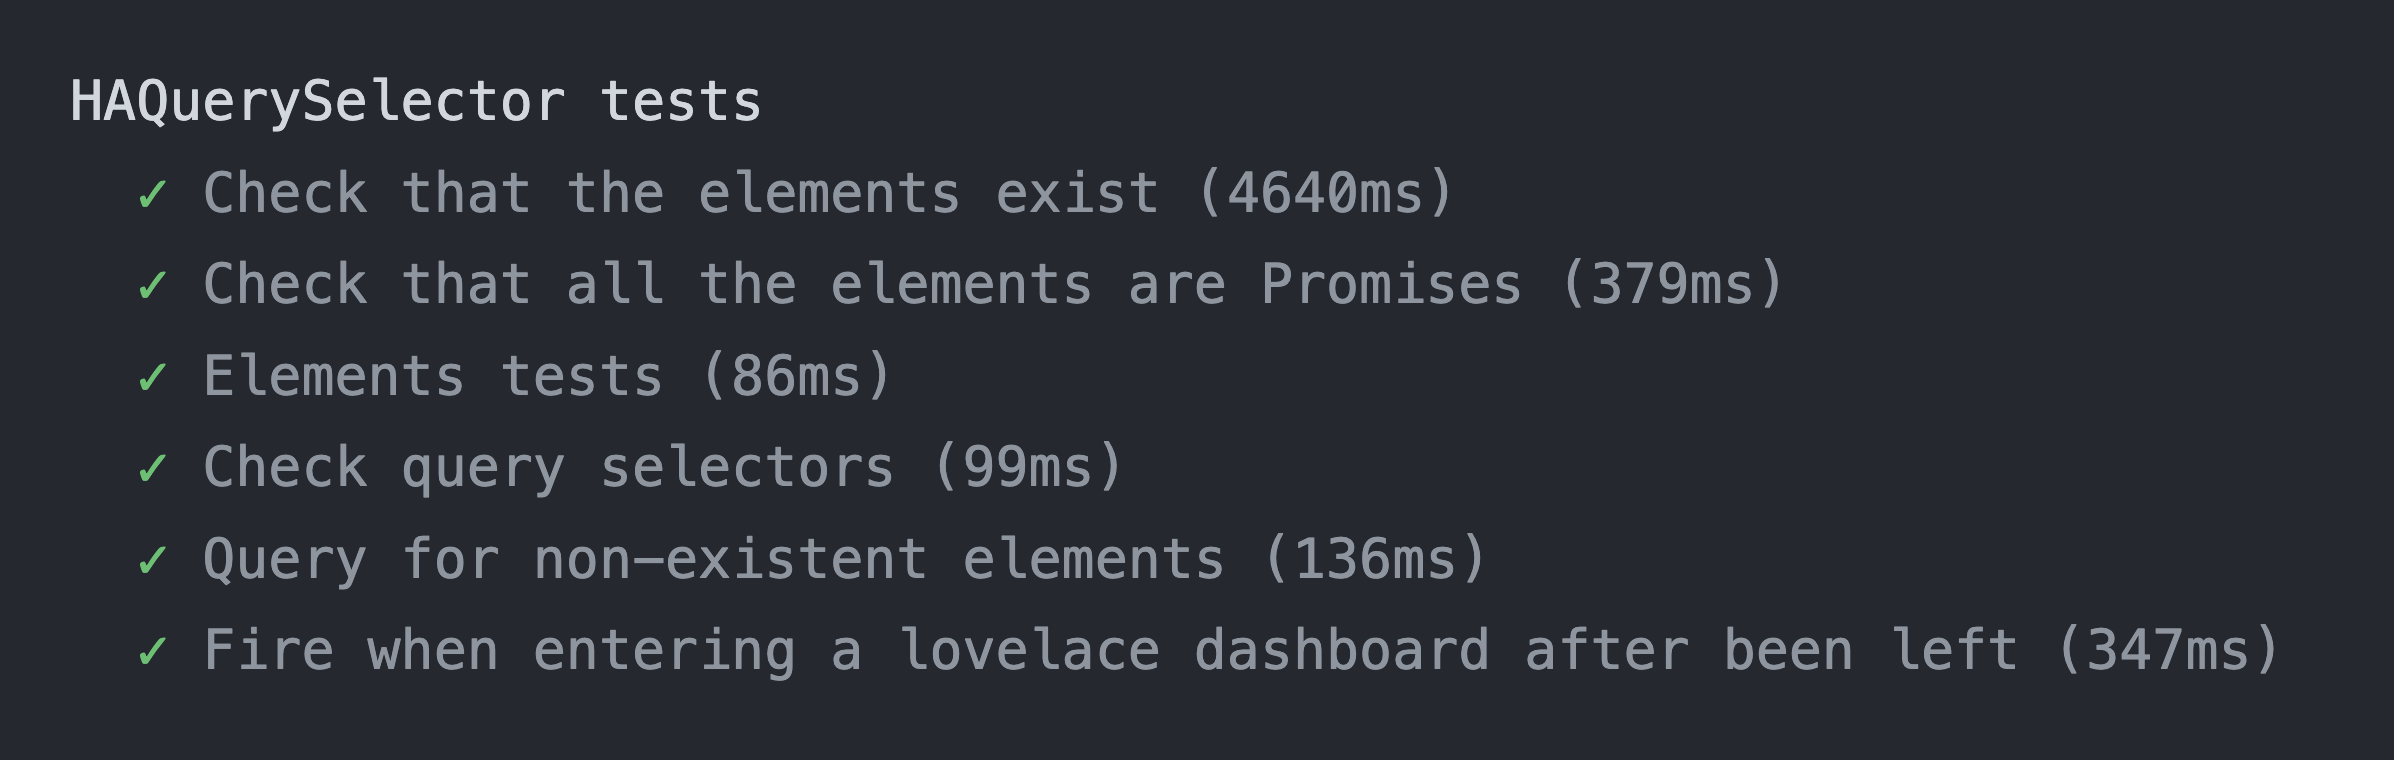 HAQuerySelector tests
✓ Check that the elements exist (4640ms)
✓ Check that all the elements are Promises (379ms)
✓ Elements tests (86ms)
✓ Check query selectors (99ms)
✓ Query for non-existent elements (136ms)
✓ Fire when entering a lovelace dashboard after been left (347ms)